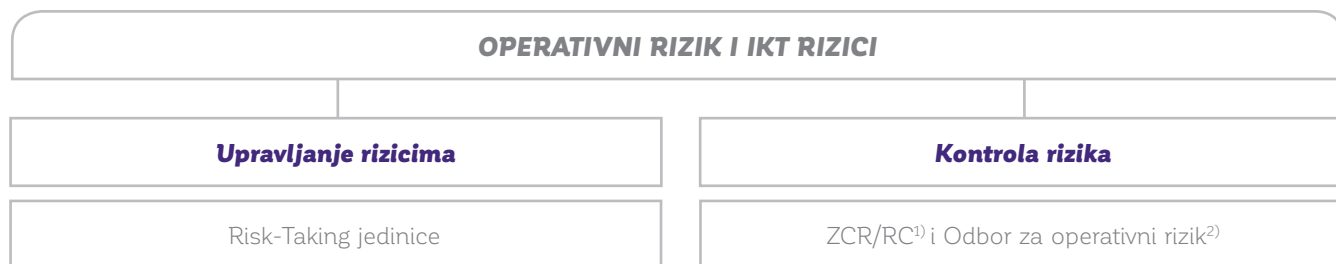 OPERATIVNI RIZIK I IKT RIZICI
Upravljanje rizicima
Kontrola rizika
Risk-Taking jedinice
ZCR/RC¹⁾ i Odbor za operativni rizik²⁾